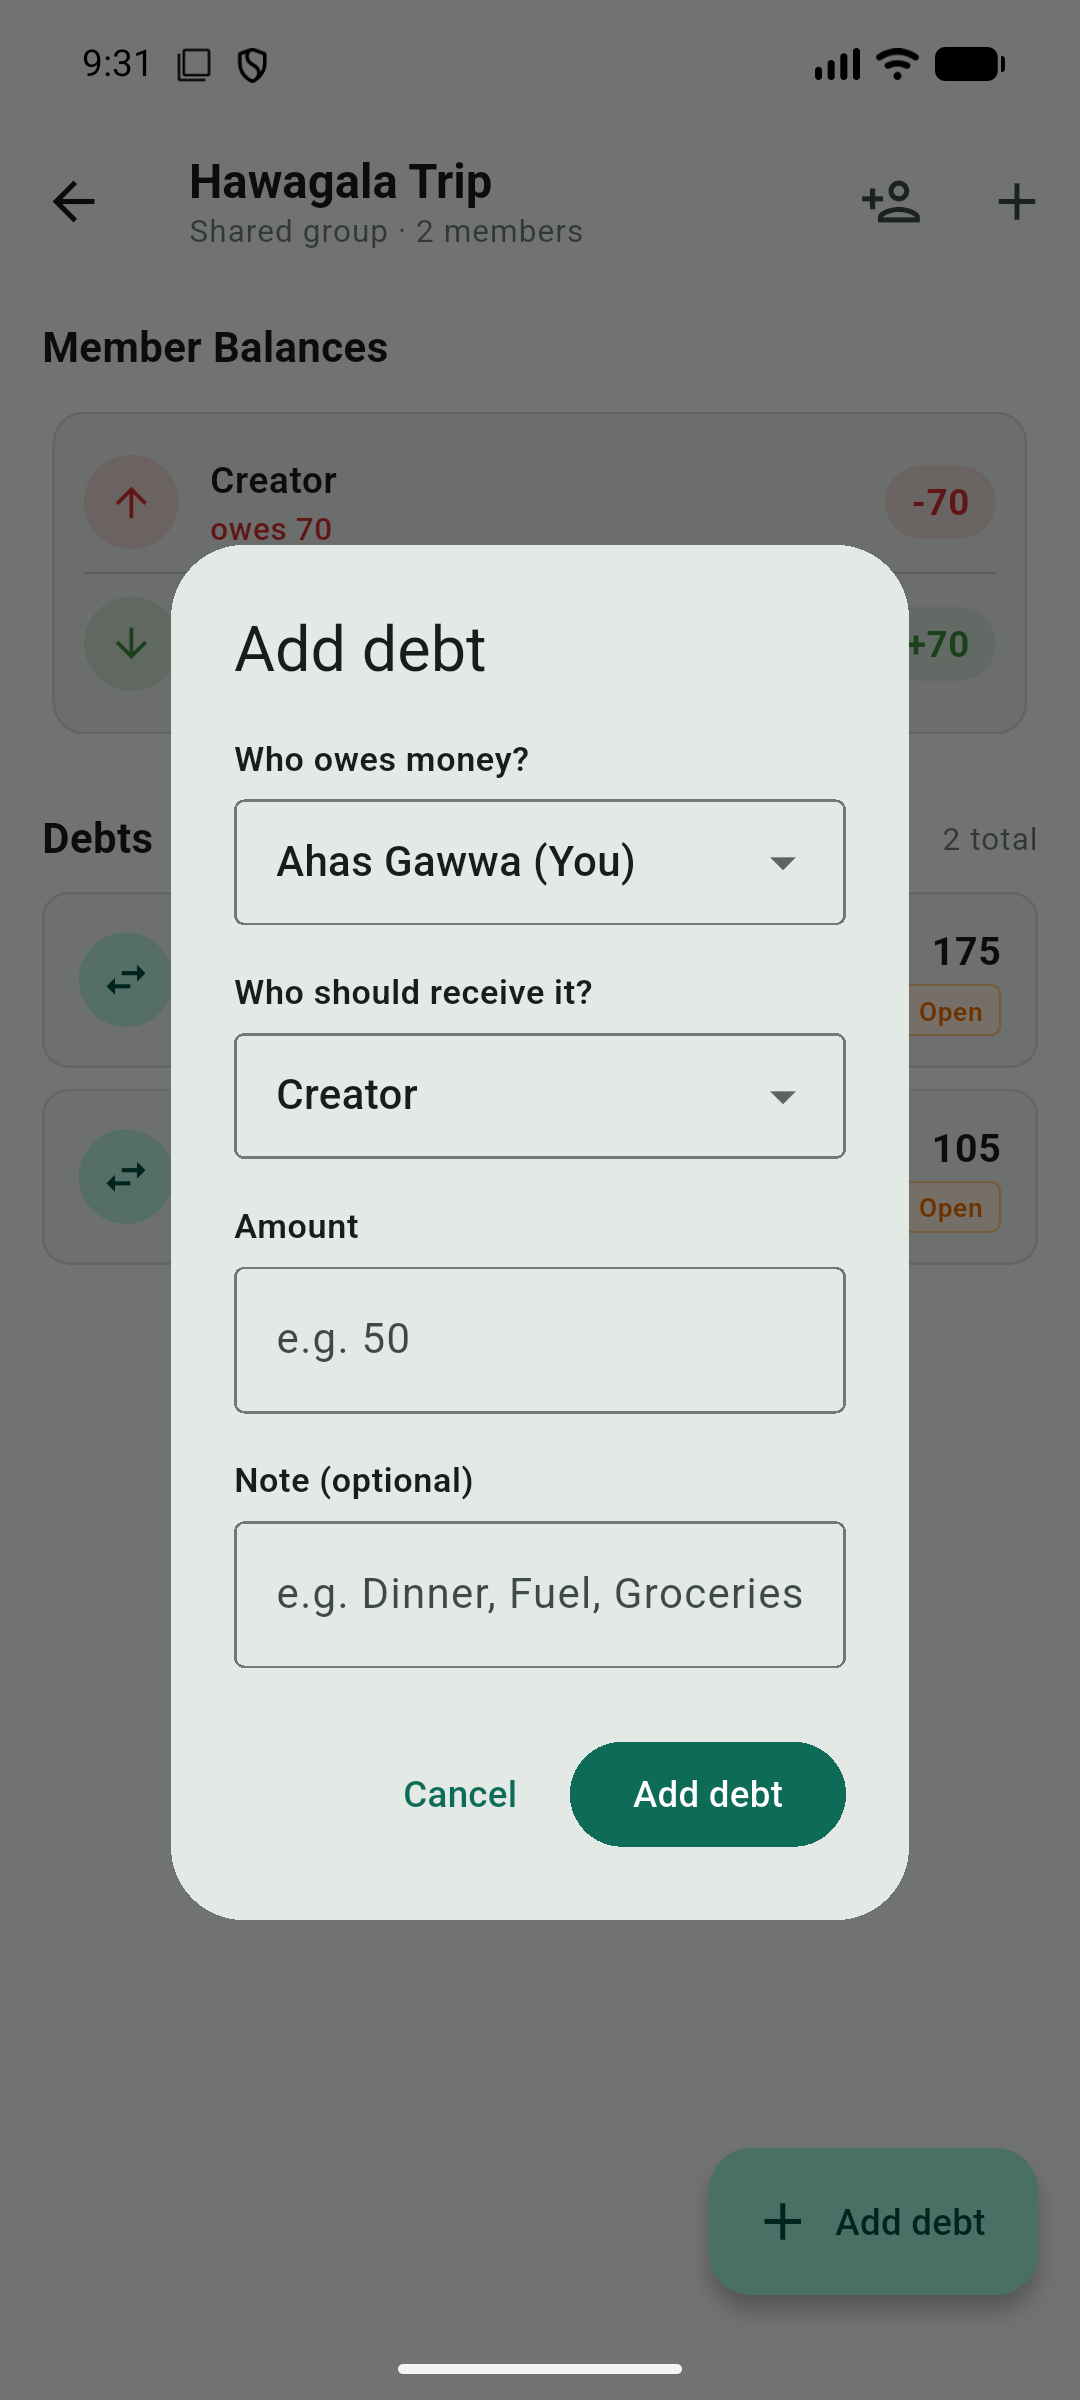 9:31
Hawagala Trip
Shared group · 2 members
Member Balances
Creator
owes 70
-70
+70
Debts
2 total
175
Open
105
Open
Add debt
Who owes money?
Ahas Gawwa (You)
Who should receive it?
Creator
Amount
e.g. 50
Note (optional)
e.g. Dinner, Fuel, Groceries
Cancel
Add debt
Add debt